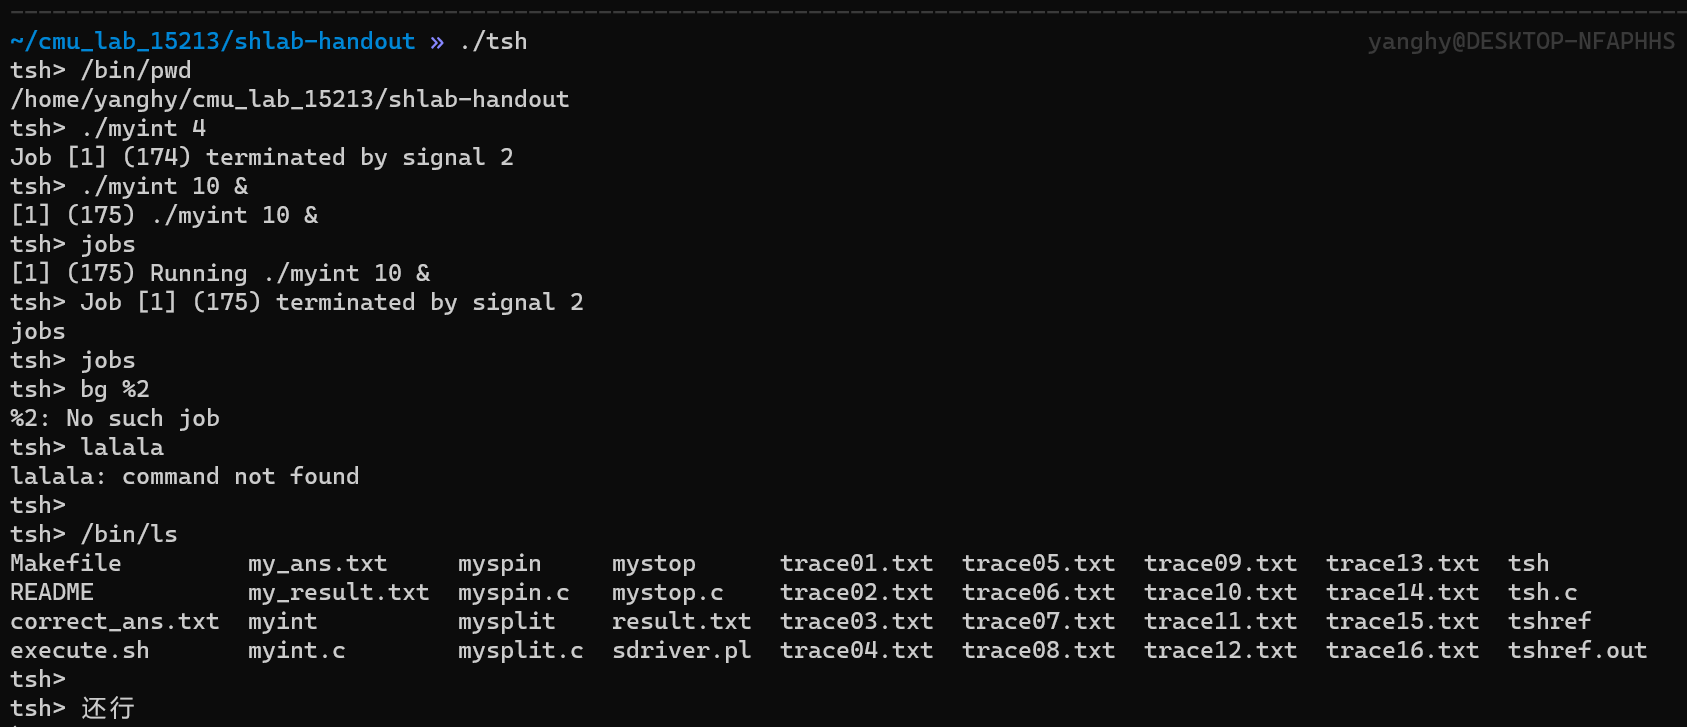 ~/cmu_lab_15213/shlab-handout » ./tsh yanghy@DESKTOP-NFAPHHS
tsh> /bin/pwd
/home/yanghy/cmu_lab_15213/shlab-handout
tsh> ./myint 4
Job [1] (174) terminated by signal 2
tsh> ./myint 10 &
[1] (175) ./myint 10 &
tsh> jobs
[1] (175) Running ./myint 10 &
tsh> Job [1] (175) terminated by signal 2
jobs
tsh> jobs
tsh> bg %2
%2: No such job
tsh> lalala
lalala: command not found
tsh>
tsh> /bin/ls
Makefile my_ans.txt myspin mystop trace01.txt trace05.txt trace09.txt trace13.txt tsh
README my_result.txt myspin.c mystop.c trace02.txt trace06.txt trace10.txt trace14.txt tsh.c
correct_ans.txt myint mysplit result.txt trace03.txt trace07.txt trace11.txt trace15.txt tshref
execute.sh myint.c mysplit.c sdriver.pl trace04.txt trace08.txt trace12.txt trace16.txt tshref.out
tsh>
tsh> 还行